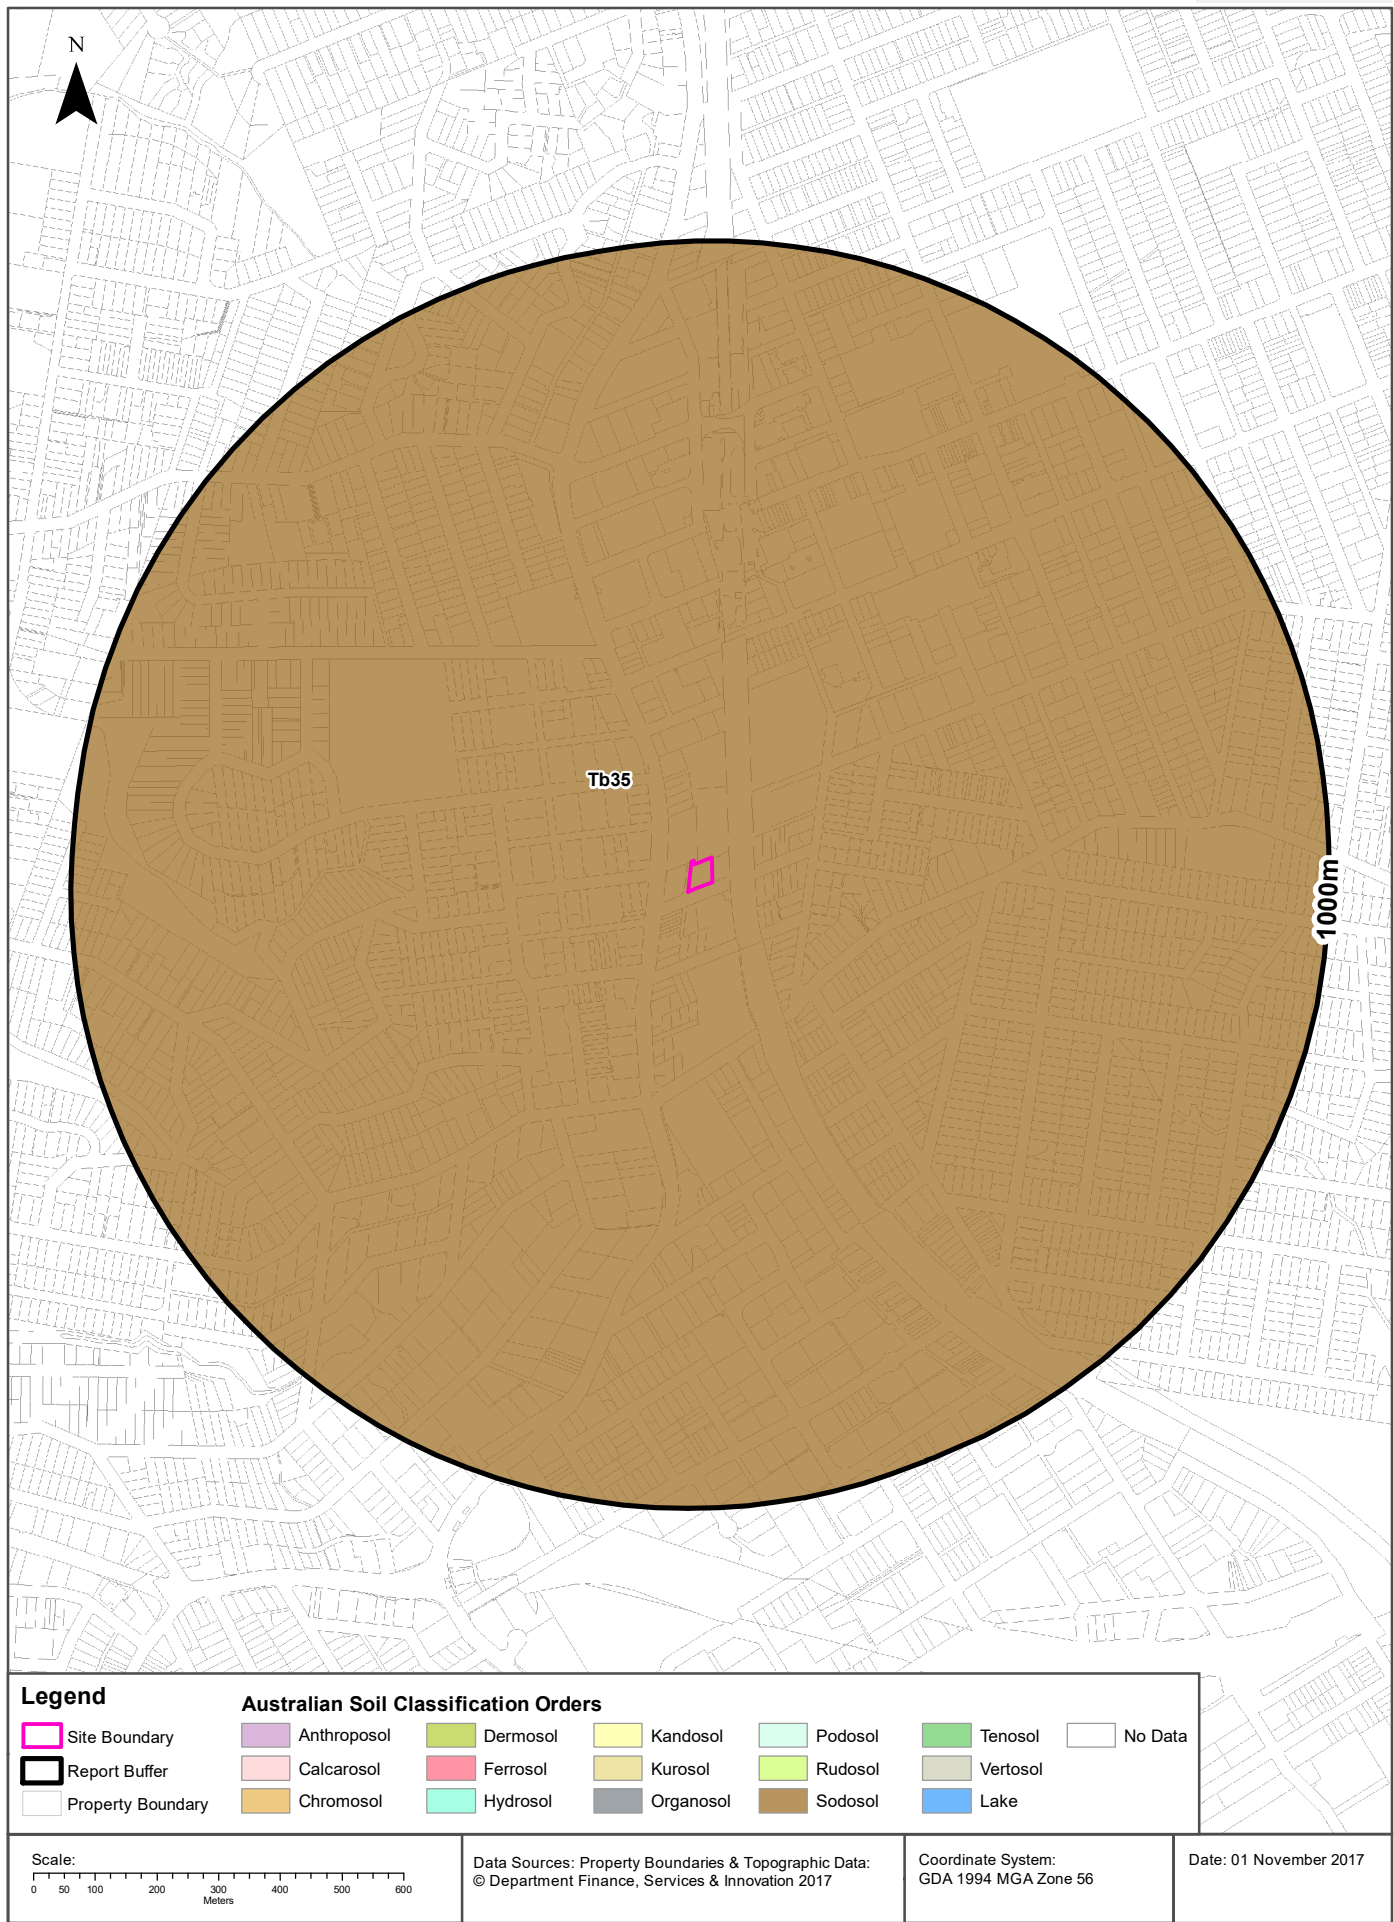 N
Tb35
1000m
Legend
Site Boundary
Report Buffer
Property Boundary
Australian Soil Classification Orders
Anthroposol
Calcarosol
Chromosol
Dermosol
Ferrosol
Hydrosol
Kandosol
Kurosol
Organosol
Podosol
Rudosol
Sodosol
Tenosol
Vertosol
Lake
No Data
Scale:
0 50 100 200 300 400 500 600
Meters
Data Sources: Property Boundaries & Topographic Data:
© Department Finance, Services & Innovation 2017
Coordinate System:
GDA 1994 MGA Zone 56
Date: 01 November 2017